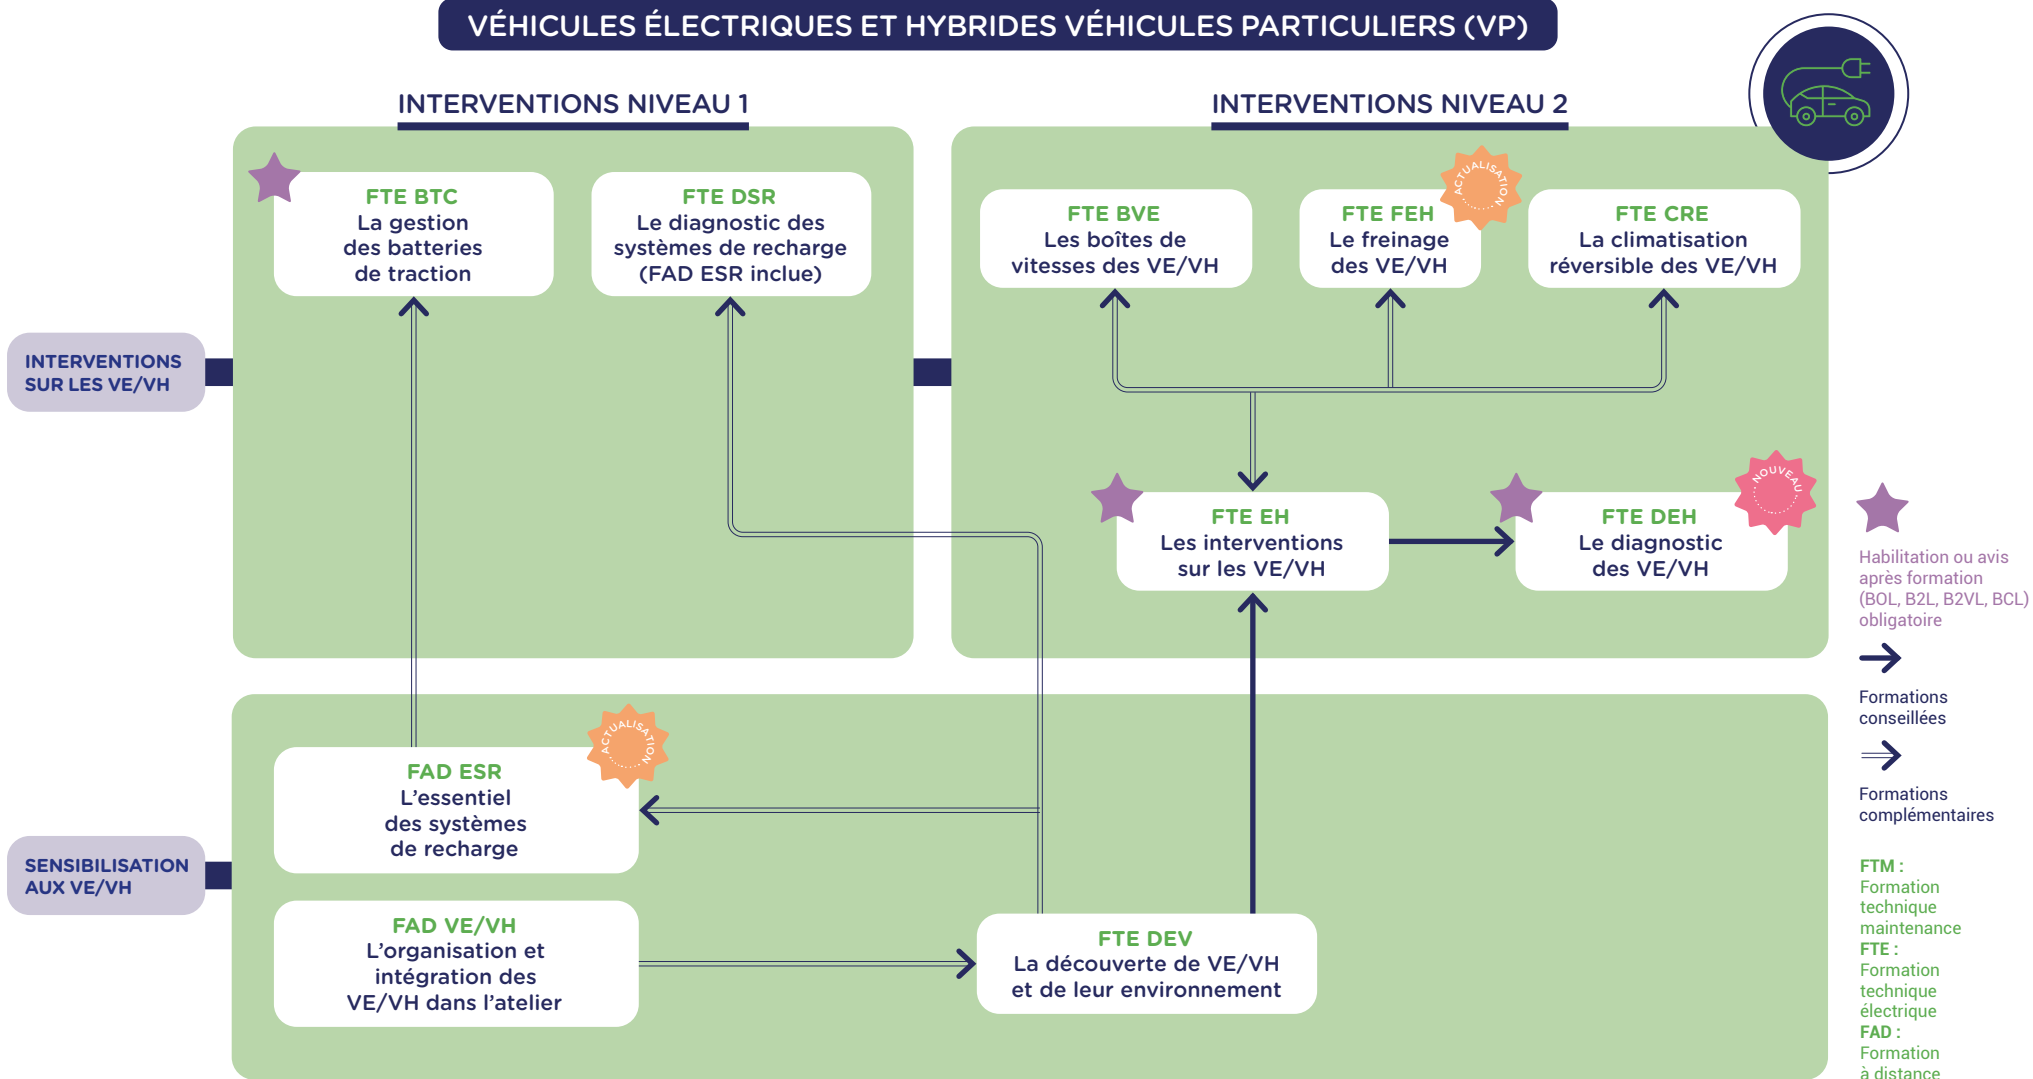 VÉHICULES ÉLECTRIQUES ET HYBRIDES VÉHICULES PARTICULIERS (VP)
INTERVENTIONS NIVEAU 1
INTERVENTIONS NIVEAU 2
INTERVENTIONS
SUR LES VE/VH
FTE BTC
La gestion
des batteries
de traction
FTE DSR
Le diagnostic des
systèmes de recharge
(FAD ESR inclue)
FTE BVE
Les boîtes de
vitesses des VE/VH
ACTUALISATION
FTE FEH
Le freinage
des VE/VH
FTE CRE
La climatisation
réversible des VE/VH
FTE EH
Les interventions
sur les VE/VH
NOUVEAU
FTE DEH
Le diagnostic
des VE/VH
SENSIBILISATION
AUX VE/VH
ACTUALISATION
FAD ESR
L'essentiel
des systèmes
de recharge
FAD VE/VH
L'organisation et
intégration des
VE/VH dans l'atelier
FTE DEV
La découverte de VE/VH
et de leur environnement
Habilitation ou avis
après formation
(BOL, B2L, B2VL, BCL)
obligatoire
Formations
conseillées
Formations
complémentaires
FTM :
Formation
technique
maintenance
FTE :
Formation
technique
électrique
FAD :
Formation
à distance